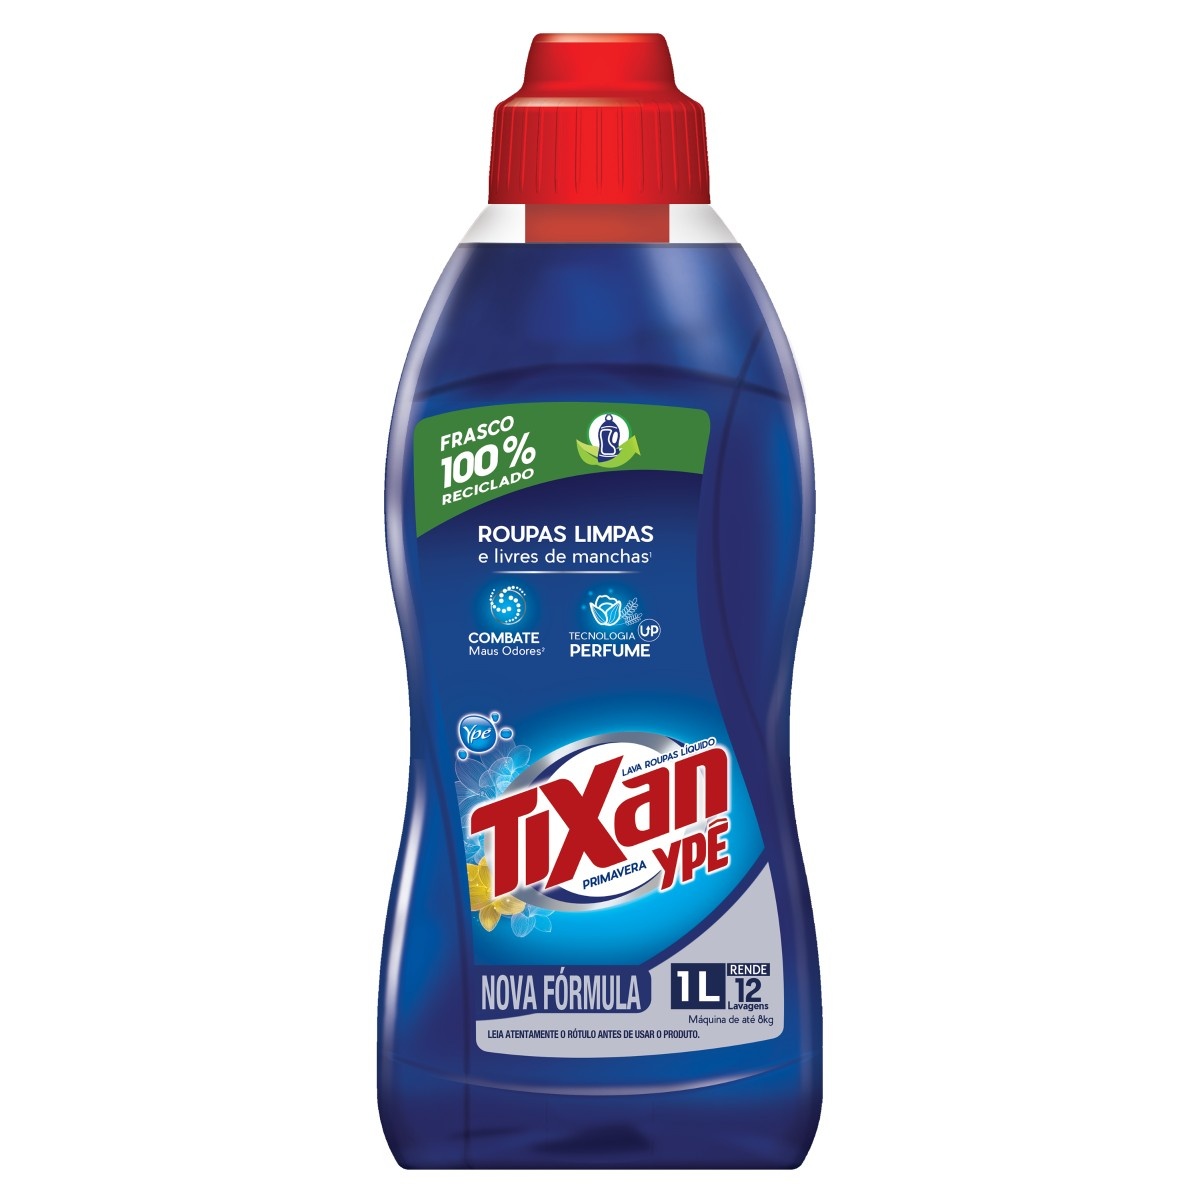 FRASCO
100%
RECICLADO
ROUPAS LIMPAS
e livres de manchas¹
COMBATE
Maus Odores²
TECNOLOGIA UP
PERFUME
Ypê
LAVA ROUPAS LÍQUIDO
TiXan
YPÊ
PRIMAVERA
NOVA FÓRMULA
1L
RENDE
12
Lavagens
Máquina de até 8kg
LEIA ATENTAMENTE O RÓTULO ANTES DE USAR O PRODUTO.